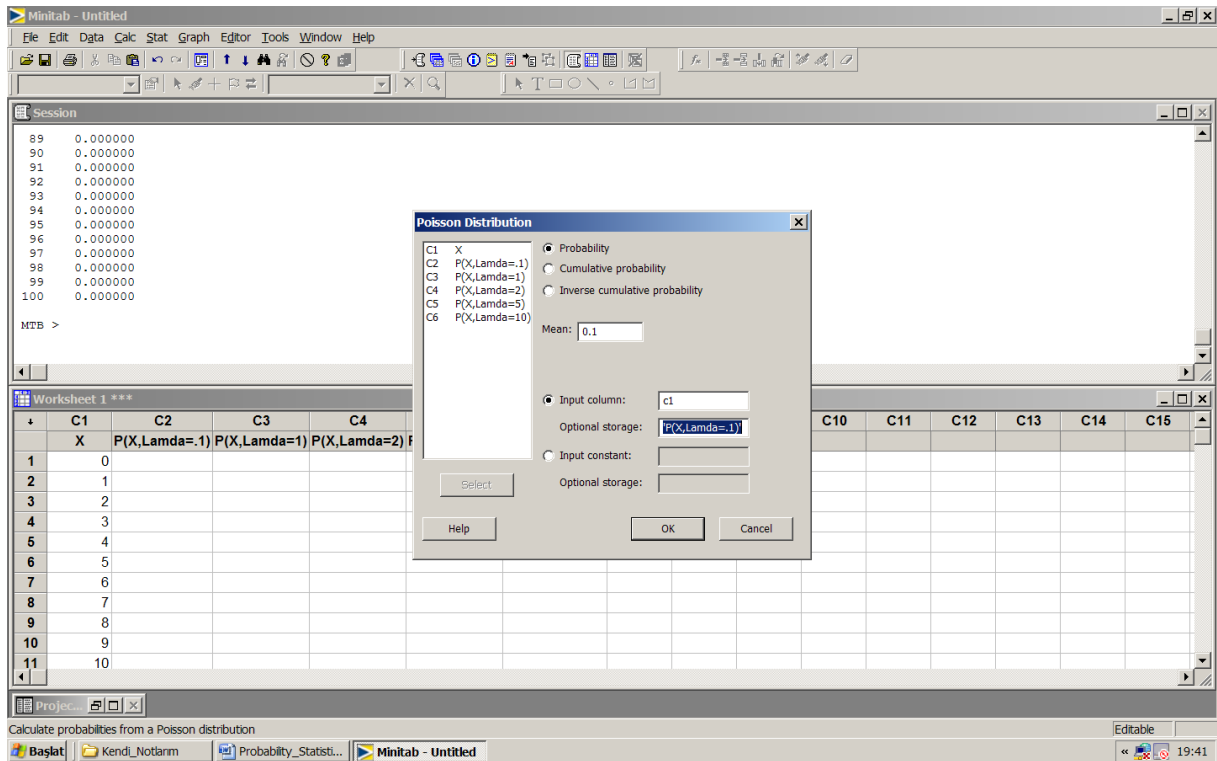 Minitab - Untitled
File Edit Data Calc Stat Graph Editor Tools Window Help
Session
89 0.000000
90 0.000000
91 0.000000
92 0.000000
93 0.000000
94 0.000000
95 0.000000
96 0.000000
97 0.000000
98 0.000000
99 0.000000
100 0.000000
MTB >
Poisson Distribution
C1 X
C2 P(X,Lamda=.1)
C3 P(X,Lamda=1)
C4 P(X,Lamda=2)
C5 P(X,Lamda=5)
C6 P(X,Lamda=10)
Probability
Cumulative probability
Inverse cumulative probability
Mean: 0.1
Input column: c1
Optional storage: 'P(X,Lamda=.1)'
Input constant:
Optional storage:
Select
Help OK Cancel
Worksheet 1 ***
C1 C2 C3 C4 C10 C11 C12 C13 C14 C15
X P(X,Lamda=.1) P(X,Lamda=1) P(X,Lamda=2)
1 0
2 1
3 2
4 3
5 4
6 5
7 6
8 7
9 8
10 9
11 10
Projec...
Calculate probabilities from a Poisson distribution Editable
Başlat Kendi_Notlarım Probability_Statisti... Minitab - Untitled « 19:41